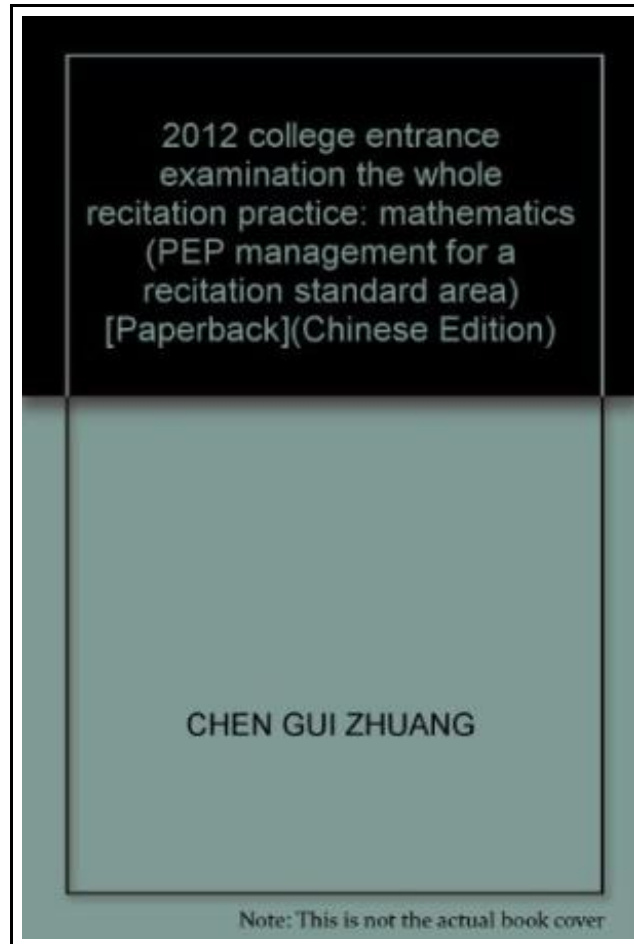 2012 college entrance
examination the whole
recitation practice: mathematics
(PEP management for a
recitation standard area)
[Paperback](Chinese Edition)
CHEN GUI ZHUANG
Note: This is not the actual book cover